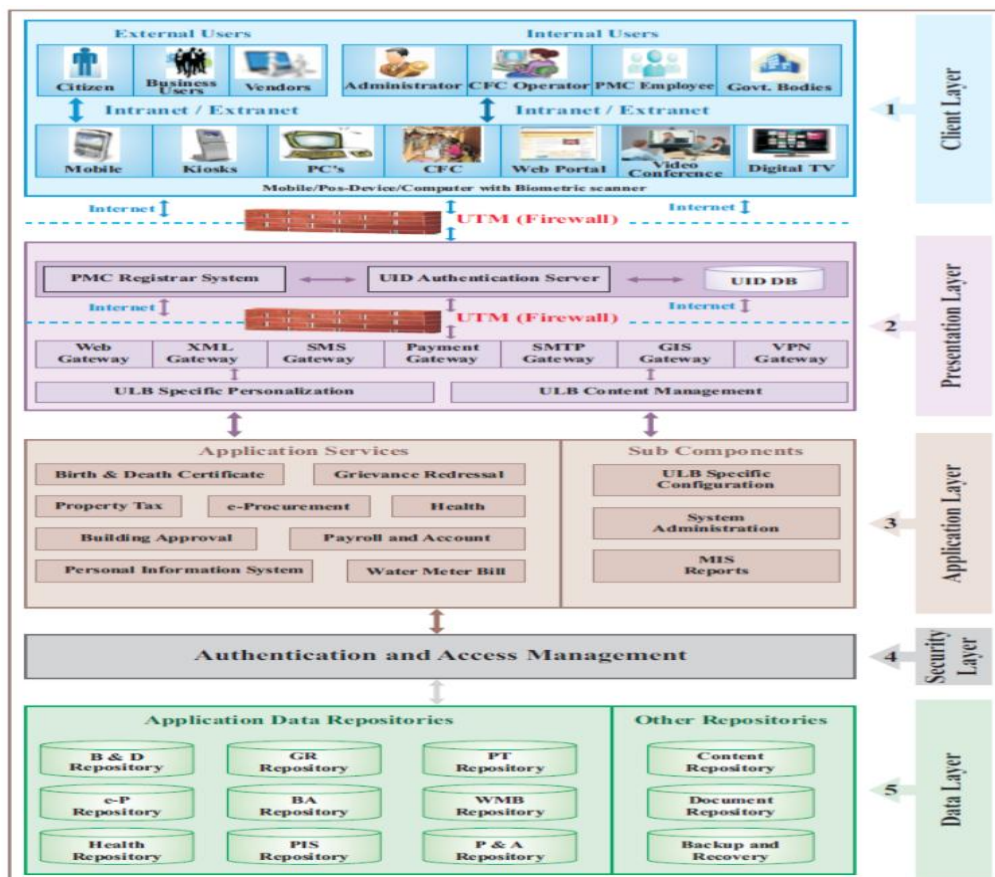 External Users
Internal Users
Citizen
Business
Users
Vendors
Administrator
CFC Operator
PMC Employee
Govt. Bodies
Intranet / Extranet
Intranet / Extranet
Mobile
Kiosks
PC's
CFC
Web Portal
Video
Conference
Digital TV
Mobile/Pos-Device/Computer with Biometric scanner
1
Client Layer
Internet
UTM (Firewall)
Internet
PMC Registrar System
UID Authentication Server
UID DB
Internet
UTM (Firewall)
Internet
Web
Gateway
XML
Gateway
SMS
Gateway
Payment
Gateway
SMTP
Gateway
GIS
Gateway
VPN
Gateway
ULB Specific Personalization
ULB Content Management
2
Presentation Layer
Application Services
Birth & Death Certificate
Grievance Redressal
Property Tax
e-Procurement
Health
Building Approval
Payroll and Account
Personal Information System
Water Meter Bill
Sub Components
ULB Specific
Configuration
System
Administration
MIS
Reports
3
Application Layer
Authentication and Access Management
4
Security
Layer
Application Data Repositories
B & D
Repository
GR
Repository
PT
Repository
e-P
Repository
BA
Repository
WMB
Repository
Health
Repository
PIS
Repository
P & A
Repository
Other Repositories
Content
Repository
Document
Repository
Backup and
Recovery
5
Data Layer